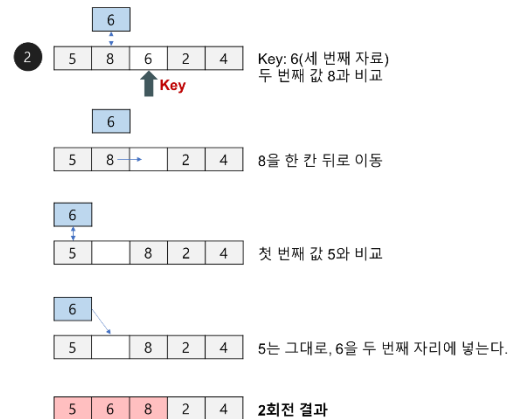 6
2 5 8 6 2 4 Key: 6(세 번째 자료)
두 번째 값 8과 비교
Key
6
5 8 2 4 8을 한 칸 뒤로 이동
6
5 8 2 4 첫 번째 값 5와 비교
6
5 8 2 4 5는 그대로, 6을 두 번째 자리에 넣는다.
5 6 8 2 4 2회전 결과